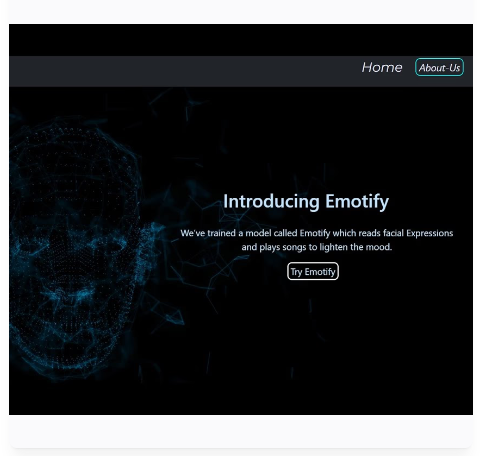 Home About-Us
Introducing Emotify
We've trained a model called Emotify which reads facial Expressions
and plays songs to lighten the mood.
Try Emotify